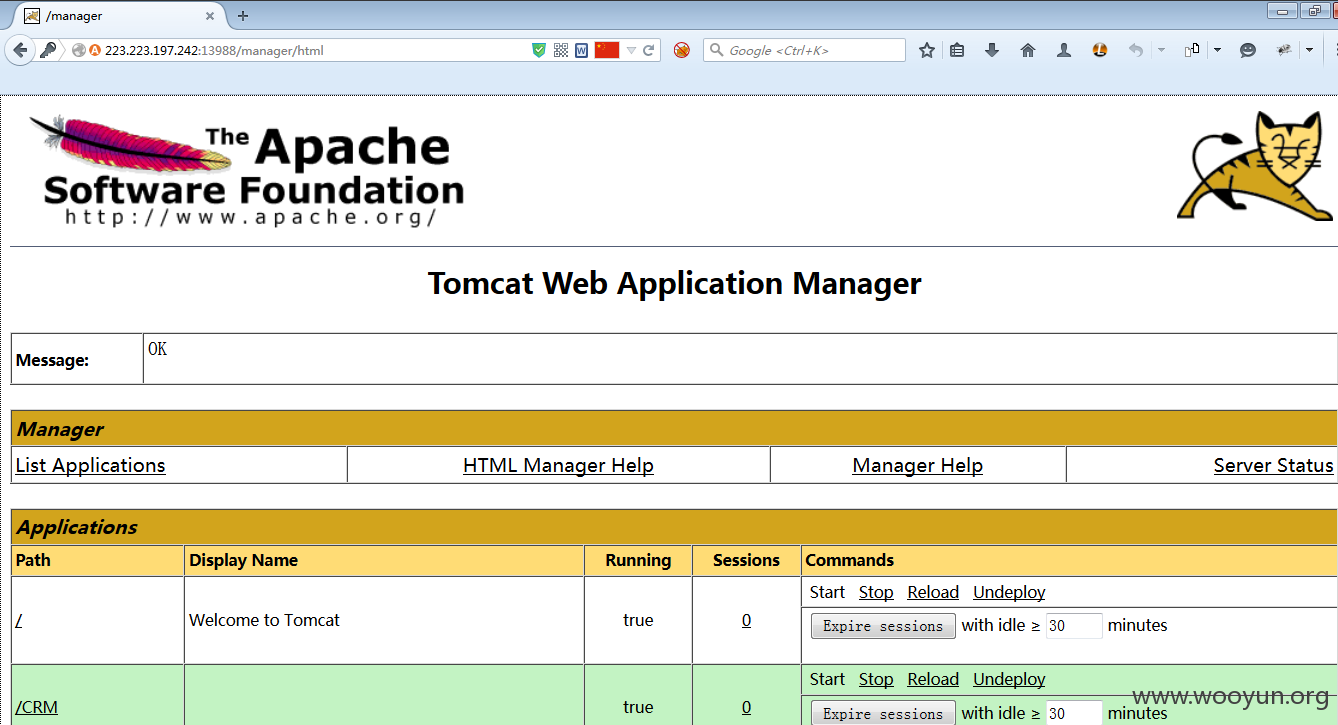 /manager
223.223.197.242:13988/manager/html
Google <Ctrl+K>
The Apache
Software Foundation
http://www.apache.org/
Tomcat Web Application Manager
Message: OK
Manager
List Applications HTML Manager Help Manager Help Server Status
Applications
Path Display Name Running Sessions Commands
/ Welcome to Tomcat true 0 Start Stop Reload Undeploy
Expire sessions with idle ≥ 30 minutes
/CRM true 0 Start Stop Reload Undeploy
Expire sessions with idle ≥ 30 minutes
www.wooyun.org